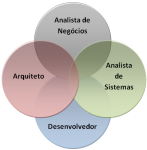 Analista de
Negócios
Arquiteto
Analista
de
Sistemas
Desenvolvedor